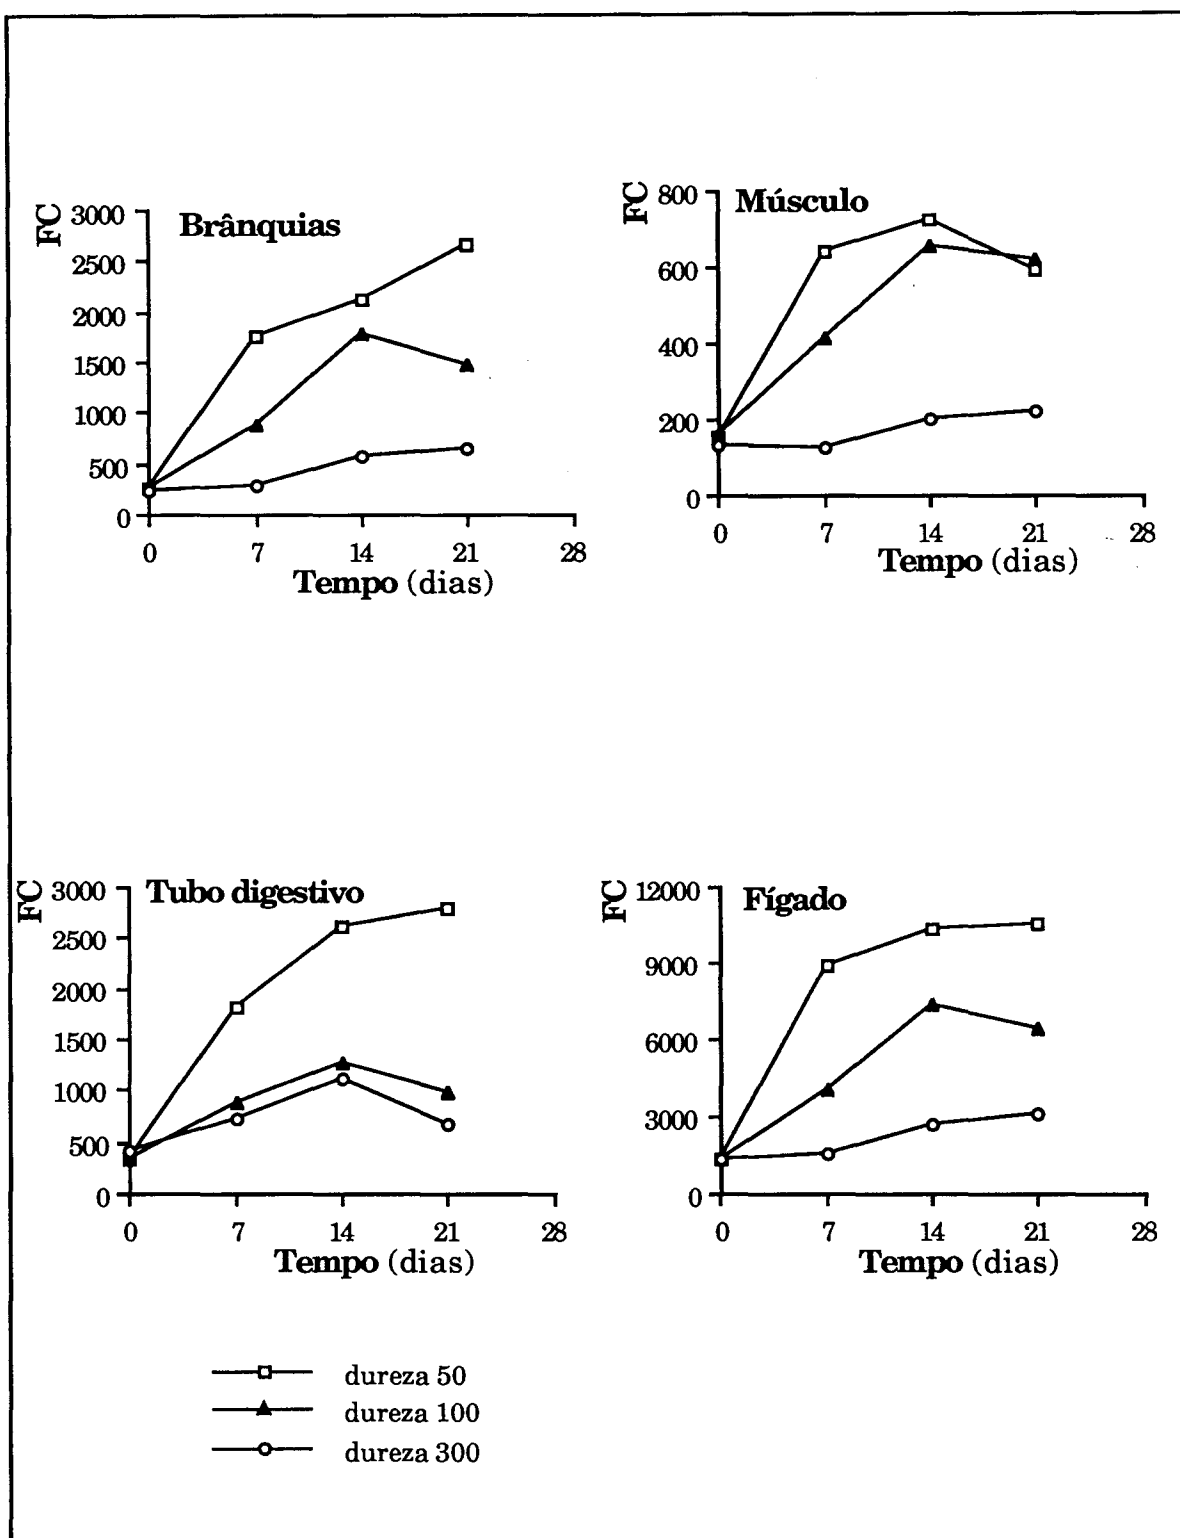 Brânquias
FC
3000
2500
2000
1500
1000
500
0
0 7 14 21 28
Tempo (dias)
Músculo
FC
800
600
400
200
0
0 7 14 21 28
Tempo (dias)
Tubo digestivo
FC
3000
2500
2000
1500
1000
500
0
0 7 14 21 28
Tempo (dias)
Fígado
FC
12000
9000
6000
3000
0
0 7 14 21 28
Tempo (dias)
dureza 50
dureza 100
dureza 300